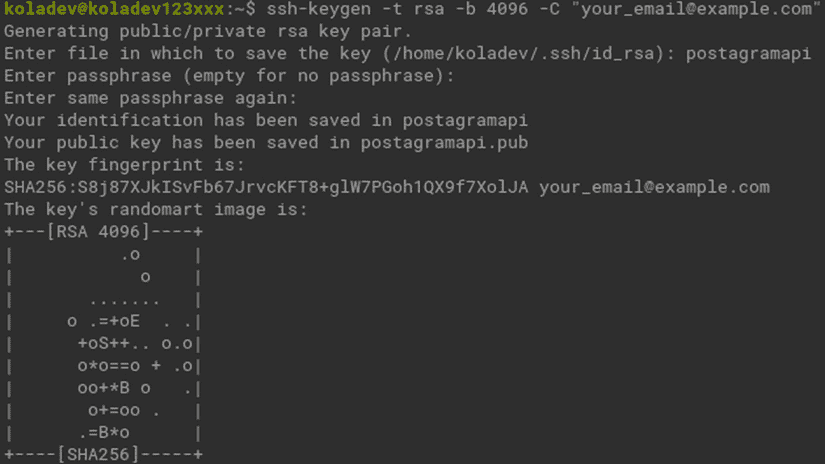 koladev@koladev123xxx:~$ ssh-keygen -t rsa -b 4096 -C "your_email@example.com"
Generating public/private rsa key pair.
Enter file in which to save the key (/home/koladev/.ssh/id_rsa): postagramapi
Enter passphrase (empty for no passphrase):
Enter same passphrase again:
Your identification has been saved in postagramapi
Your public key has been saved in postagramapi.pub
The key fingerprint is:
SHA256:S8j87XJkISvFb67JrvcKFT8+glW7PGoh1QX9f7XolJA your_email@example.com
The key's randomart image is:
+---[RSA 4096]----+
|          .o     |
|            o    |
|       .......   |
|     o .=+oE  . .|
|      +oS++.. o.o|
|      o*o==o + .o|
|      oo+*B o   .|
|       o+=oo .   |
|      .=B*o      |
+----[SHA256]-----+